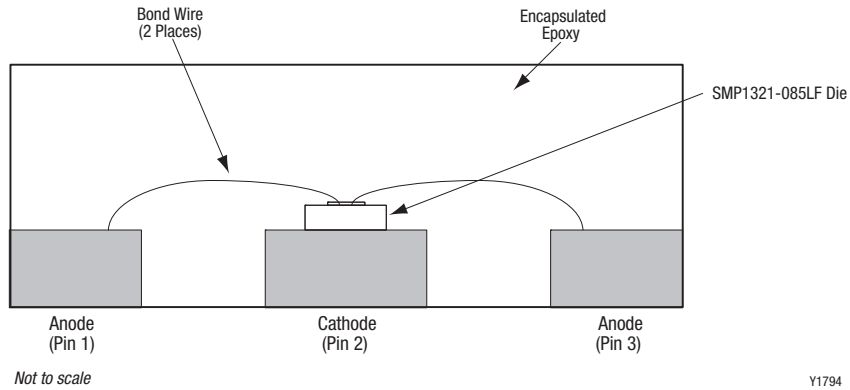 Bond Wire
(2 Places)
Encapsulated
Epoxy
SMP1321-085LF Die
Anode
(Pin 1)
Cathode
(Pin 2)
Anode
(Pin 3)
Not to scale
Y1794